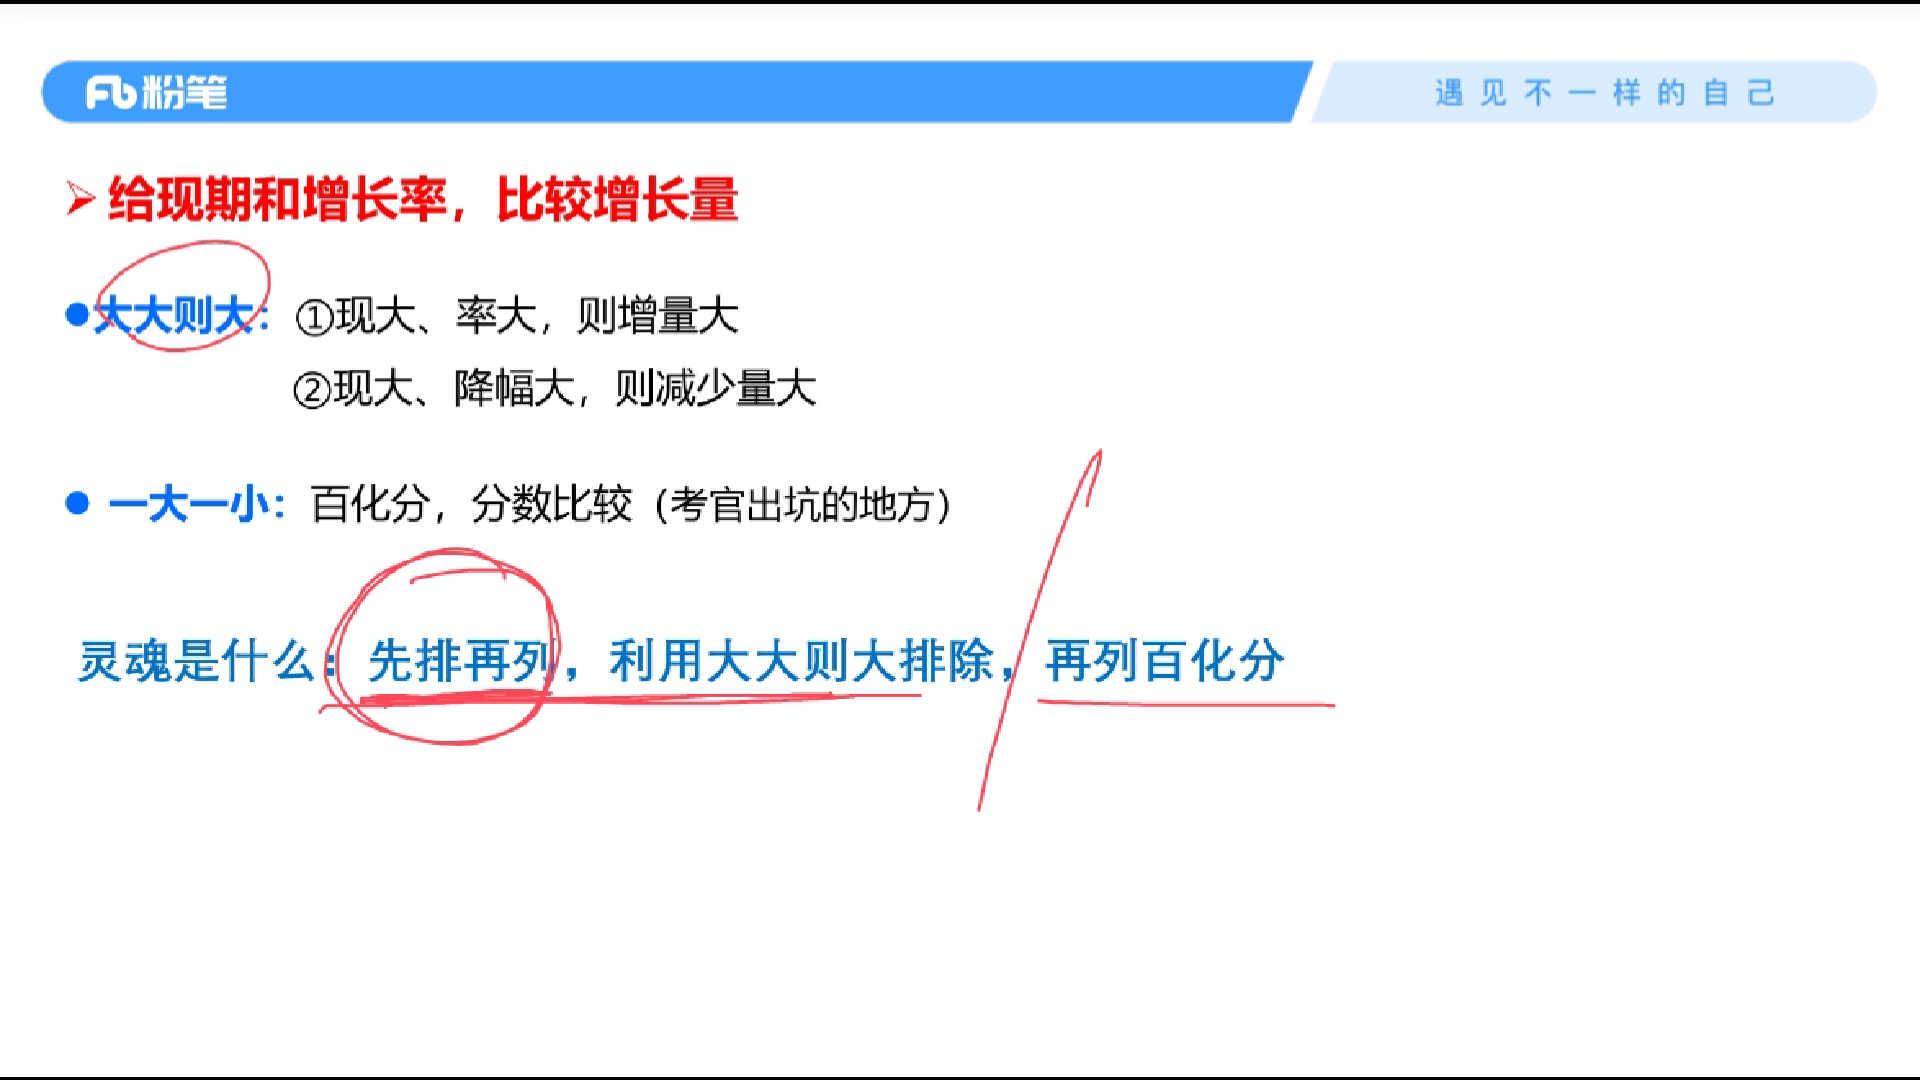 Fb粉笔
遇见不一样的自己
给现期和增长率，比较增长量
大大则大：①现大、率大，则增量大
②现大、降幅大，则减少量大
一大一小：百化分，分数比较（考官出坑的地方）
灵魂是什么：先排再列，利用大大则大排除，再列百化分